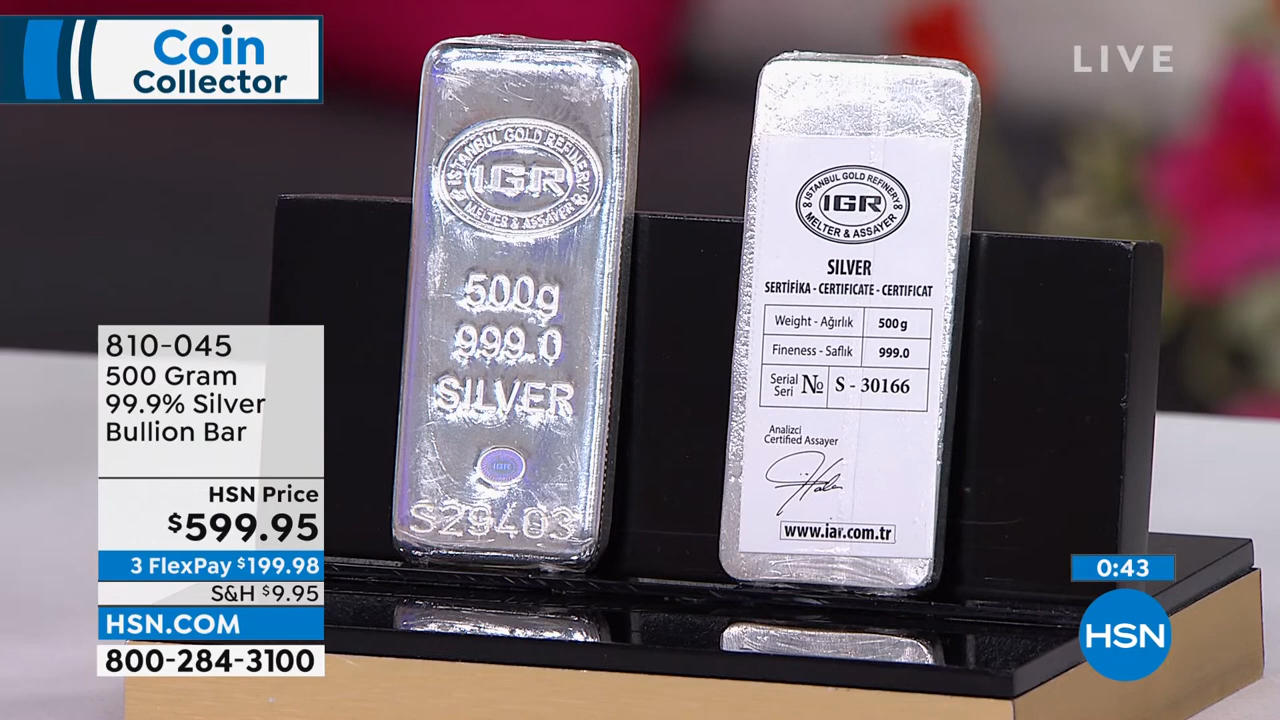 Coin
Collector
LIVE
ISTANBUL GOLD REFINERY
IGR
MELTER & ASSAYER
500g
999.0
SILVER
IGR
S29403
ISTANBUL GOLD REFINERY
IGR
MELTER & ASSAYER
SILVER
SERTİFİKA - CERTIFICATE - CERTIFICAT
Weight - Ağırlık 500 g
Fineness - Saflık 999.0
Serial
Seri № S - 30166
Analizci
Certified Assayer
www.iar.com.tr
810-045
500 Gram
99.9% Silver
Bullion Bar
HSN Price
$599.95
3 FlexPay $199.98
S&H $9.95
HSN.COM
800-284-3100
0:43
HSN